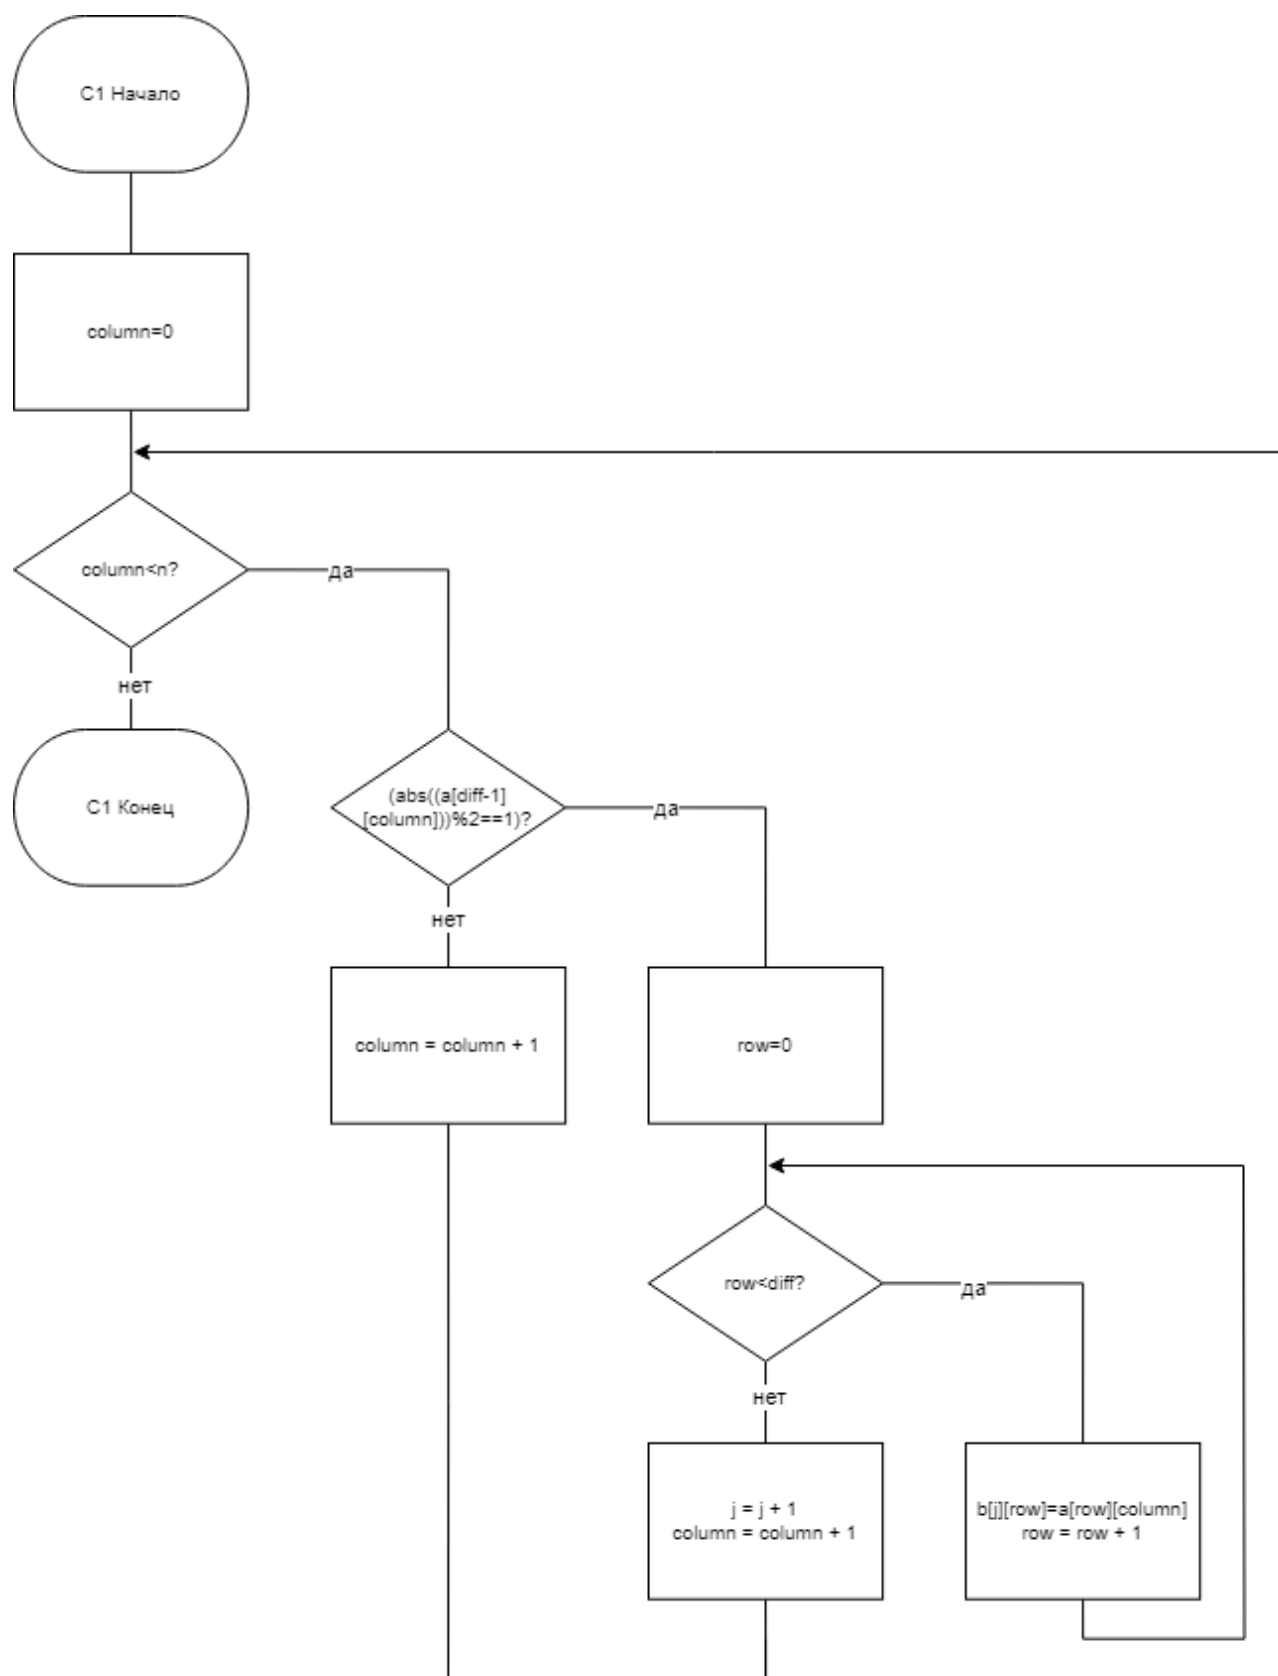 С1 Начало
column=0
column<n?
да
нет
С1 Конец
(abs((a[diff-1]
[column]))%2==1)?
да
нет
column = column + 1
row=0
row<diff?
да
нет
j = j + 1
column = column + 1
b[j][row]=a[row][column]
row = row + 1